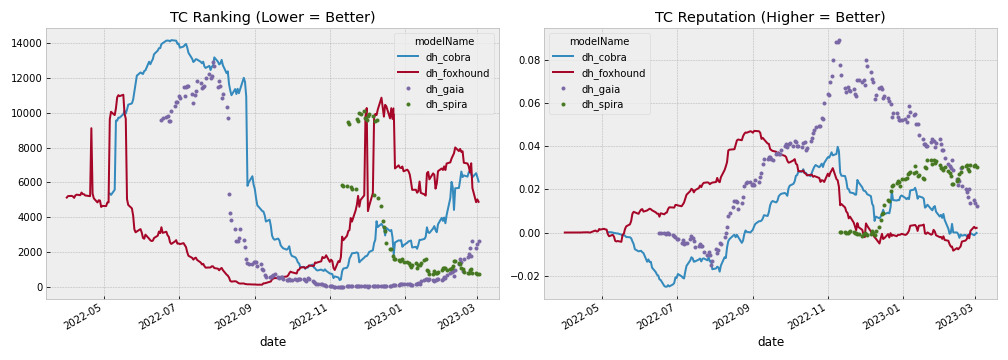 TC Ranking (Lower = Better)
14000
12000
10000
8000
6000
4000
2000
0
modelName
dh_cobra
dh_foxhound
dh_gaia
dh_spira
2022-05
2022-07
2022-09
2022-11
2023-01
2023-03
date
TC Reputation (Higher = Better)
0.08
0.06
0.04
0.02
0.00
−0.02
modelName
dh_cobra
dh_foxhound
dh_gaia
dh_spira
2022-05
2022-07
2022-09
2022-11
2023-01
2023-03
date